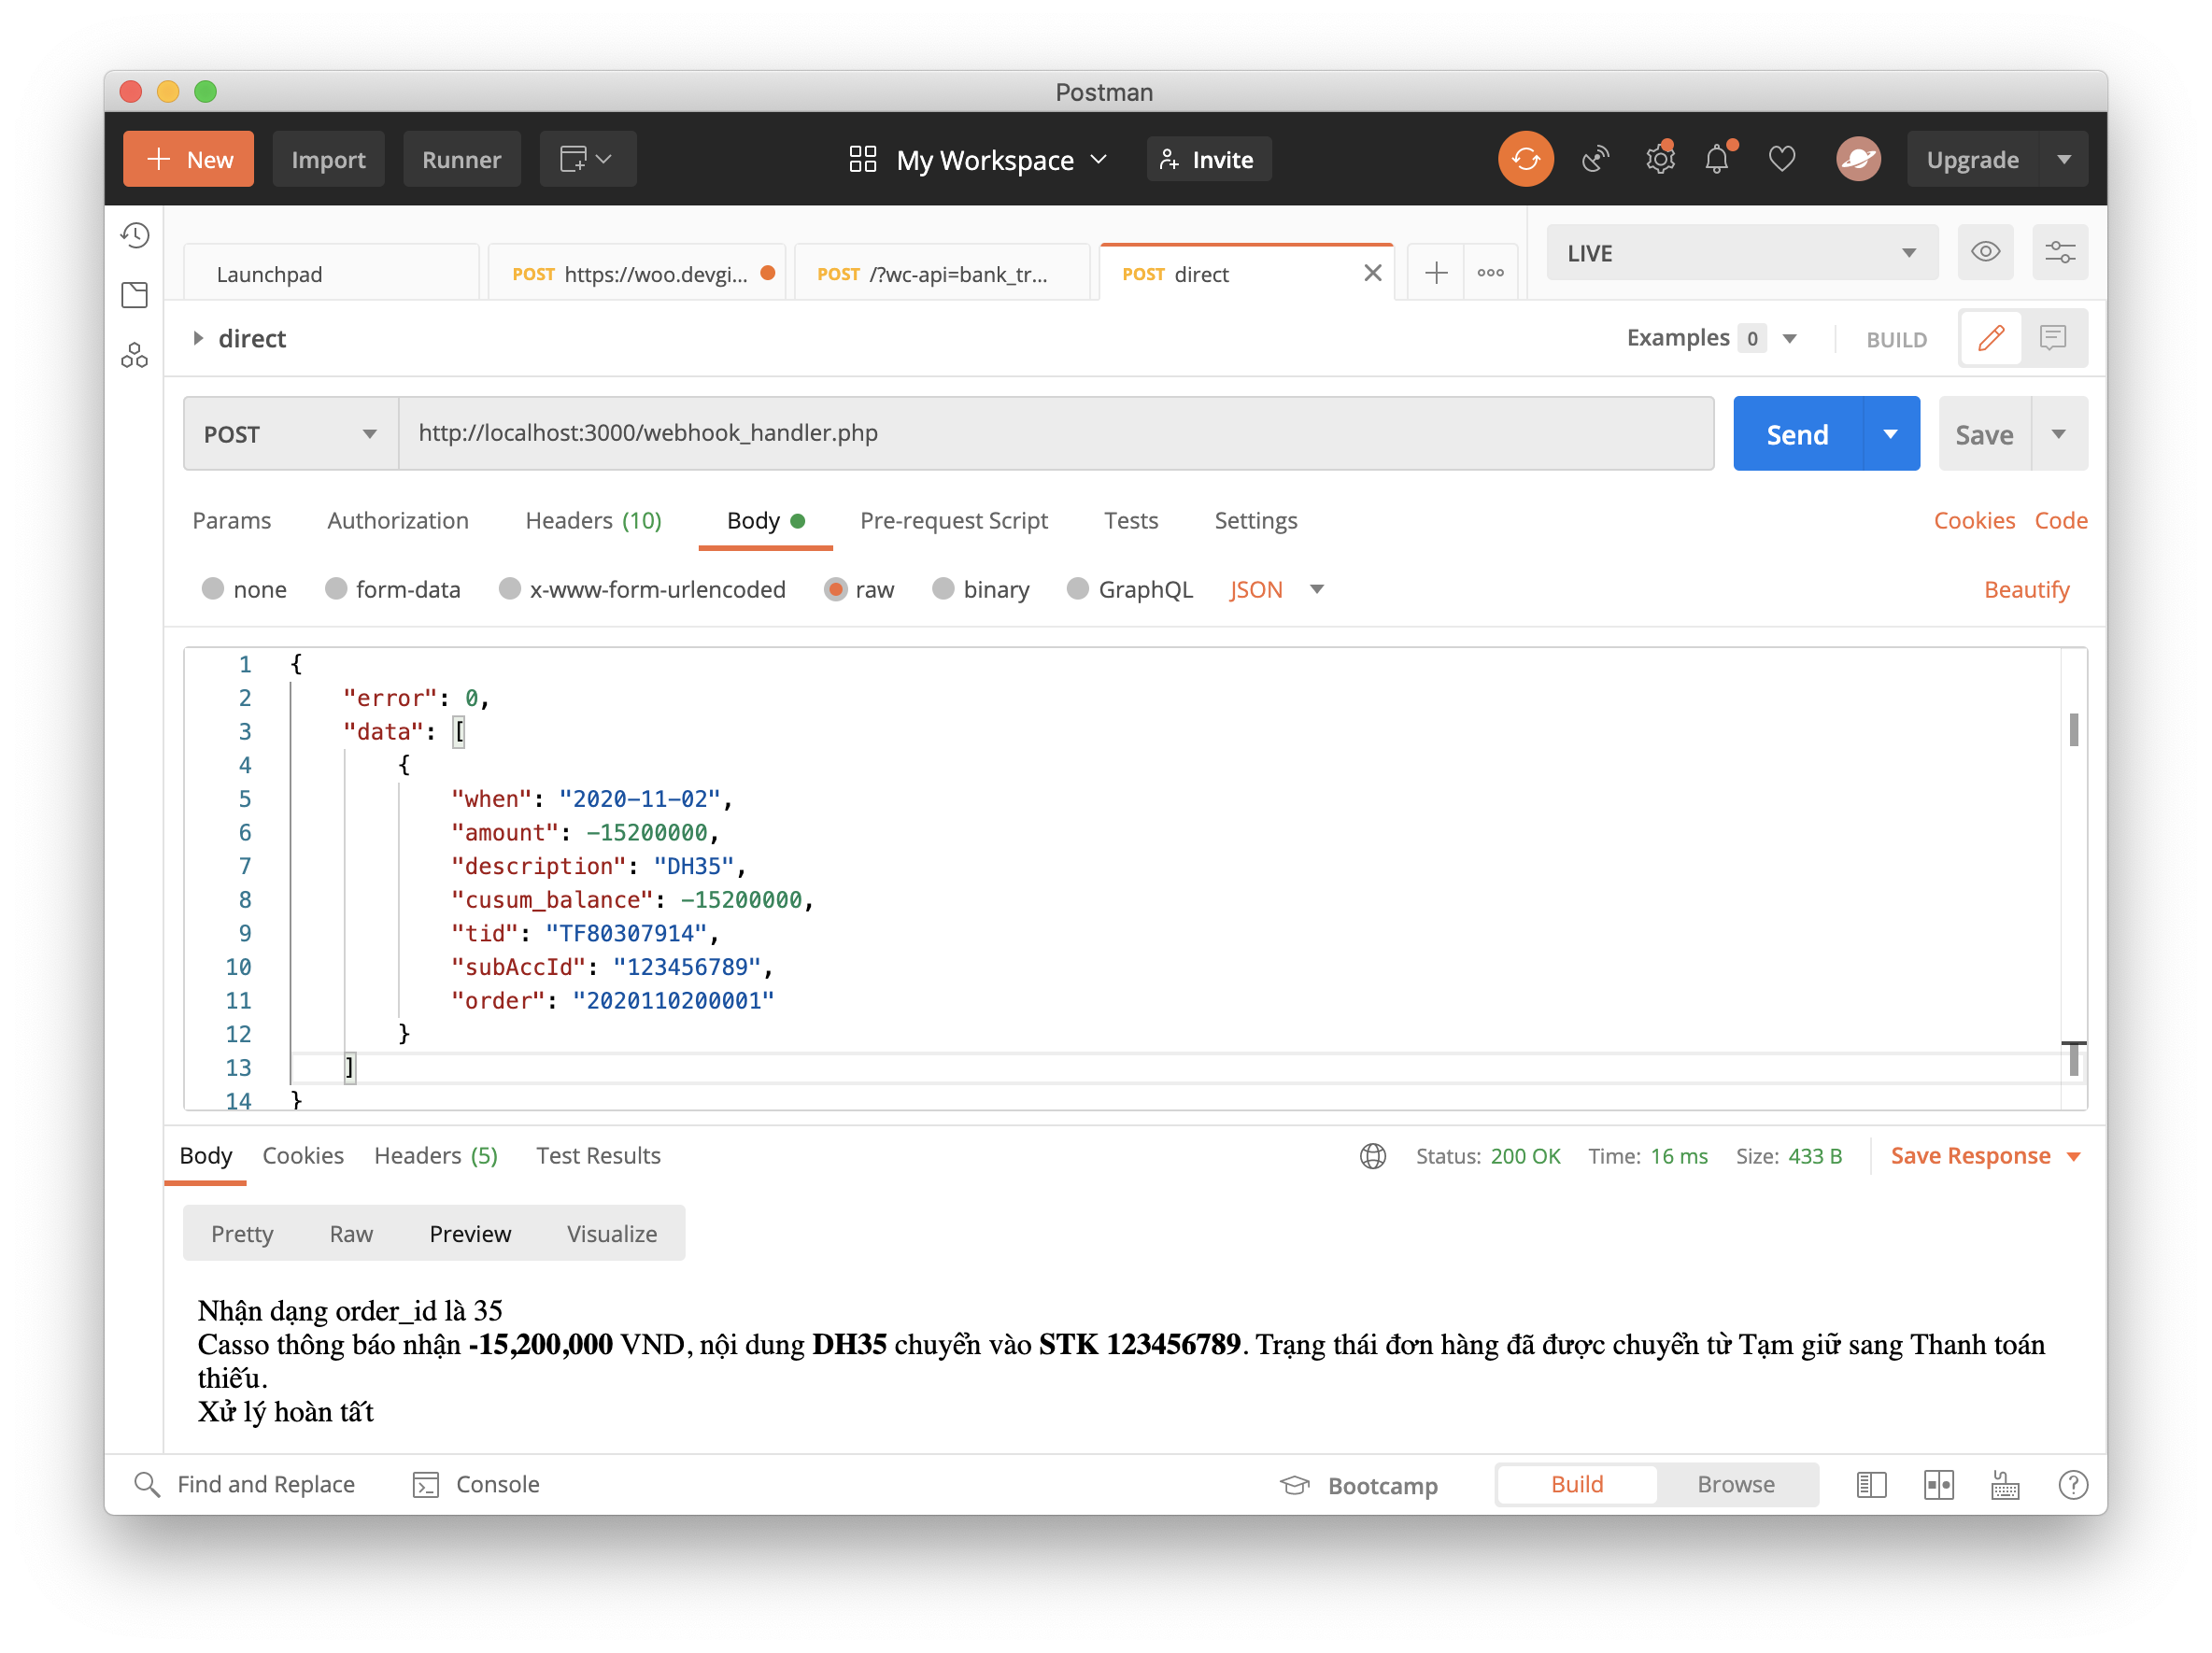 Postman
New Import Runner My Workspace Invite Upgrade
Launchpad POST https://woo.devgi... POST /?wc-api=bank_tr... POST direct LIVE
direct Examples 0 BUILD
POST http://localhost:3000/webhook_handler.php Send Save
Params Authorization Headers (10) Body Pre-request Script Tests Settings Cookies Code
none form-data x-www-form-urlencoded raw binary GraphQL JSON Beautify
1 {
2 "error": 0,
3 "data": [
4 {
5 "when": "2020-11-02",
6 "amount": -15200000,
7 "description": "DH35",
8 "cusum_balance": -15200000,
9 "tid": "TF80307914",
10 "subAccId": "123456789",
11 "order": "2020110200001"
12 }
13 ]
14 }
Body Cookies Headers (5) Test Results Status: 200 OK Time: 16 ms Size: 433 B Save Response
Pretty Raw Preview Visualize
Nhận dạng order_id là 35
Casso thông báo nhận -15,200,000 VND, nội dung DH35 chuyển vào STK 123456789. Trạng thái đơn hàng đã được chuyển từ Tạm giữ sang Thanh toán
thiếu.
Xử lý hoàn tất
Find and Replace Console Bootcamp Build Browse